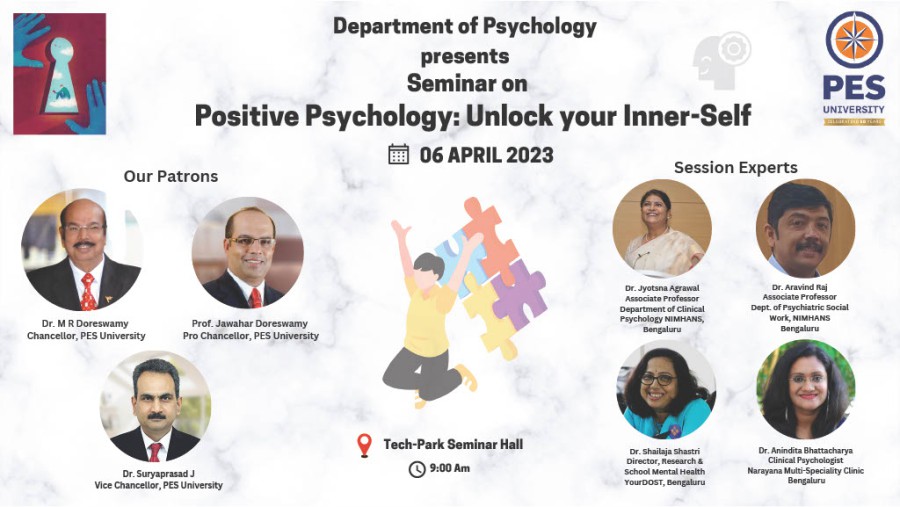 Department of Psychology
presents
Seminar on
Positive Psychology: Unlock your Inner-Self
06 APRIL 2023
PES
UNIVERSITY
CELEBRATING 50 YEARS
Our Patrons
Dr. M R Doreswamy
Chancellor, PES University
Prof. Jawahar Doreswamy
Pro Chancellor, PES University
Dr. Suryaprasad J
Vice Chancellor, PES University
Tech-Park Seminar Hall
9:00 Am
Session Experts
Dr. Jyotsna Agrawal
Associate Professor
Department of Clinical
Psychology NIMHANS,
Bengaluru
Dr. Aravind Raj
Associate Professor
Dept. of Psychiatric Social
Work, NIMHANS
Bengaluru
Dr. Shailaja Shastri
Director, Research &
School Mental Health
YourDOST, Bengaluru
Dr. Anindita Bhattacharya
Clinical Psychologist
Narayana Multi-Speciality Clinic
Bengaluru